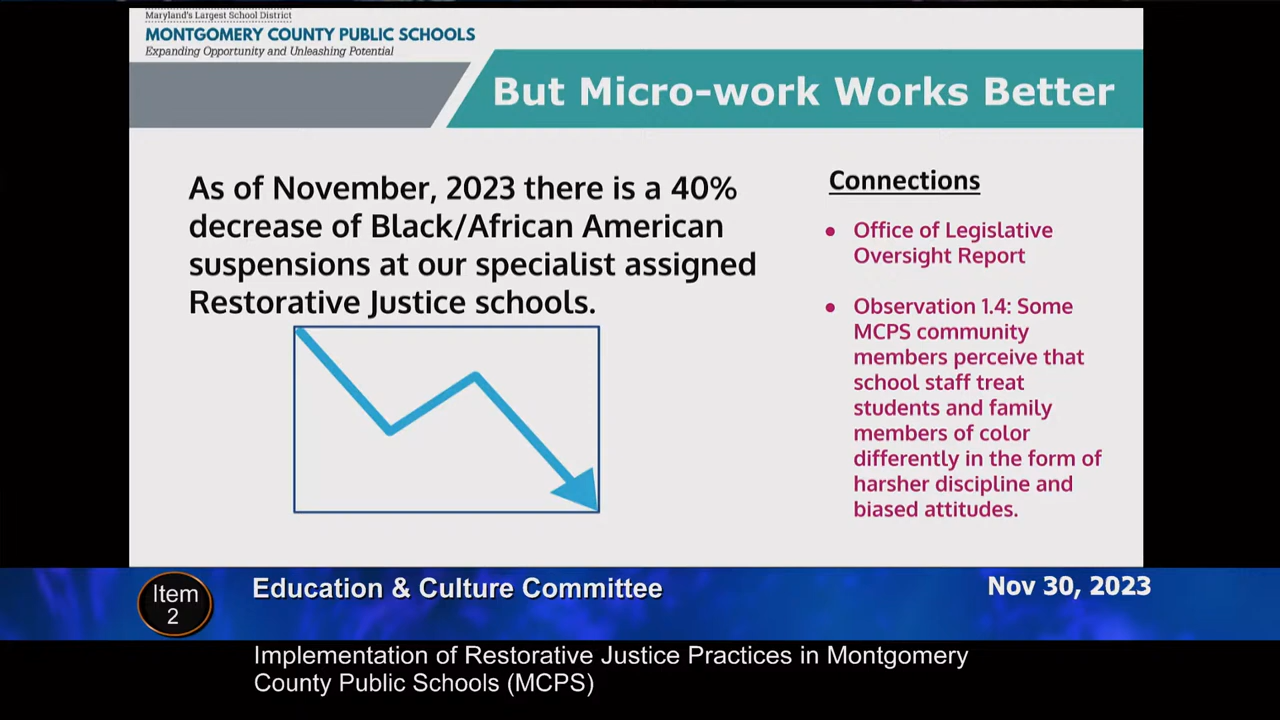 Maryland's Largest School District
MONTGOMERY COUNTY PUBLIC SCHOOLS
Expanding Opportunity and Unleashing Potential
But Micro-work Works Better
As of November, 2023 there is a 40%
decrease of Black/African American
suspensions at our specialist assigned
Restorative Justice schools.
Connections
● Office of Legislative
Oversight Report
● Observation 1.4: Some
MCPS community
members perceive that
school staff treat
students and family
members of color
differently in the form of
harsher discipline and
biased attitudes.
Item
2
Education & Culture Committee
Nov 30, 2023
Implementation of Restorative Justice Practices in Montgomery
County Public Schools (MCPS)